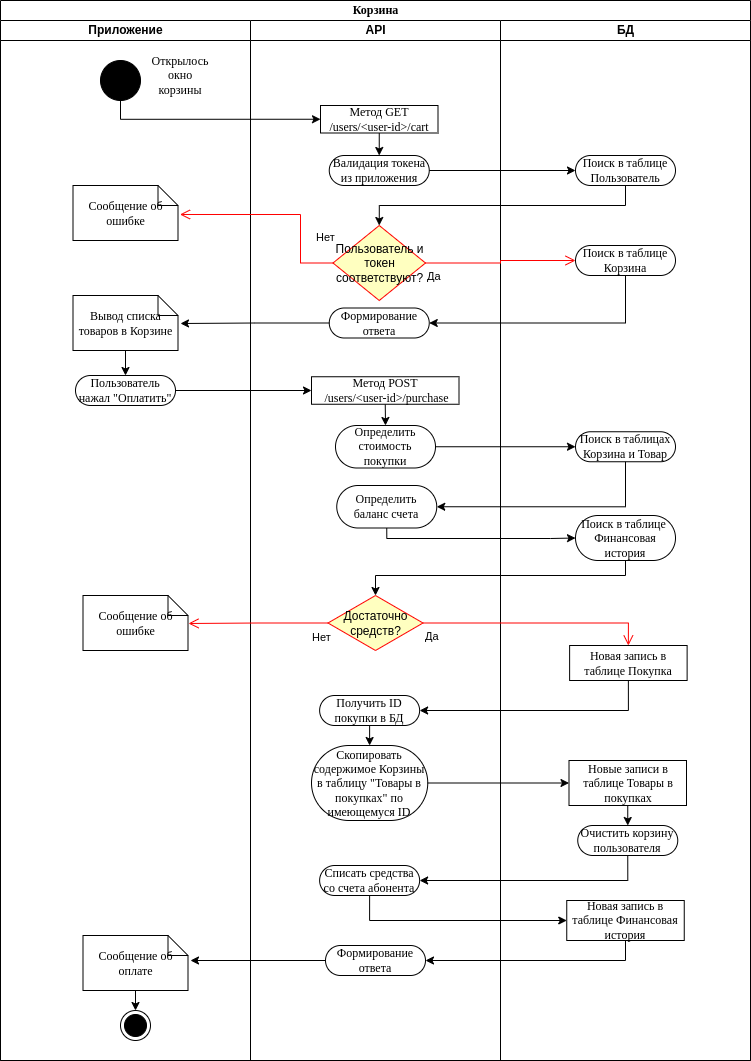 Корзина
Приложение
API
БД
Открылось
окно
корзины
Метод GET
/users/<user-id>/cart
Валидация токена
из приложения
Поиск в таблице
Пользователь
Сообщение об
ошибке
Нет
Пользователь и
токен
соответствуют?
Да
Поиск в таблице
Корзина
Вывод списка
товаров в Корзине
Формирование
ответа
Пользователь
нажал "Оплатить"
Метод POST
/users/<user-id>/purchase
Определить
стоимость
покупки
Поиск в таблицах
Корзина и Товар
Определить
баланс счета
Поиск в таблице
Финансовая
история
Сообщение об
ошибке
Нет
Достаточно
средств?
Да
Новая запись в
таблице Покупка
Получить ID
покупки в БД
Скопировать
содержимое Корзины
в таблицу "Товары в
покупках" по
имеющемуся ID
Новые записи в
таблице Товары в
покупках
Очистить корзину
пользователя
Списать средства
со счета абонента
Новая запись в
таблице Финансовая
история
Формирование
ответа
Сообщение об
оплате